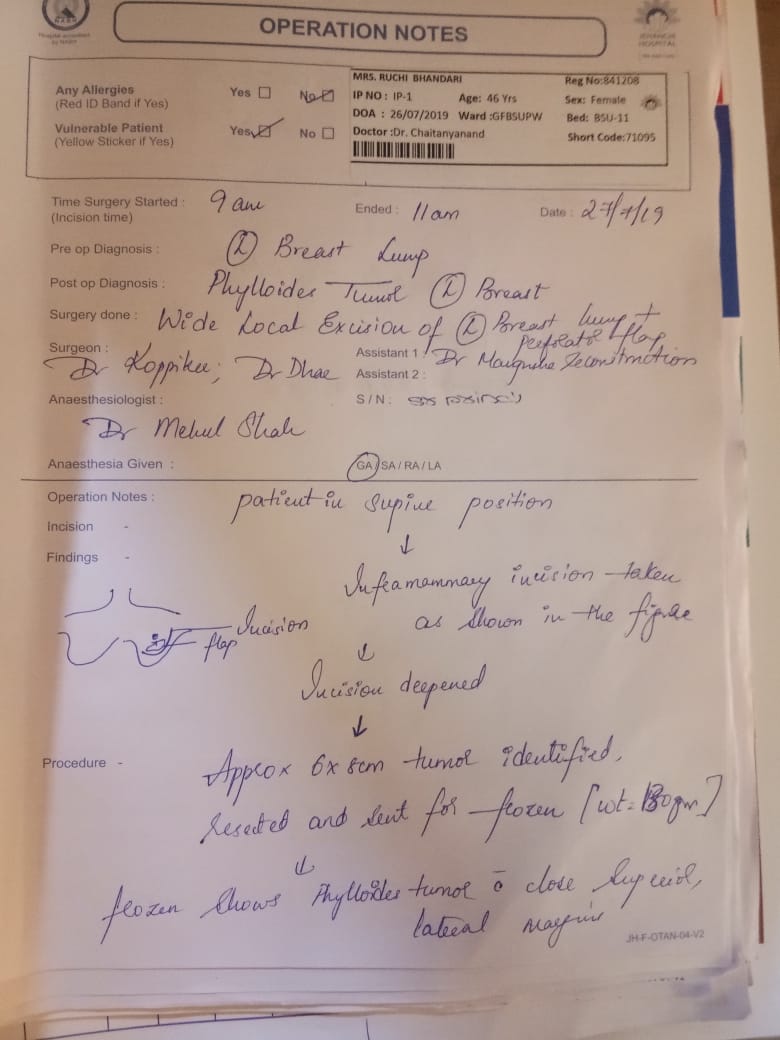 OPERATION NOTES
JEHANGIR
HOSPITAL
Any Allergies
(Red ID Band if Yes)
Yes
No
Vulnerable Patient
(Yellow Sticker if Yes)
Yes
No
MRS. RUCHI BHANDARI Reg No:841208
IP NO : IP-1 Age: 46 Yrs Sex: Female
DOA : 26/07/2019 Ward :GFBSUPW Bed: BSU-11
Doctor :Dr. Chaitanyanand Short Code:71095
Time Surgery Started : 9 am Ended : 11am Date : 27/7/19
(Incision time)
Pre op Diagnosis : (L) Breast Lump
Post op Diagnosis : Phylloides Tumor (L) Breast
Surgery done : Wide Local Excision of (L) Breast lump +
Perforator flap
reconstruction
Surgeon : Dr Koppiker, Dr Dhar
Assistant 1 : Dr
Assistant 2 :
Anaesthesiologist : S/N :
Dr Mehul Shah
Anaesthesia Given : GA / SA / RA / LA
Operation Notes : patient in supine position
Incision -
↓
Findings -
Inframammary incision taken
as shown in the figure
Incision
flap
↓
Incision deepened
↓
Procedure - Approx 6x8cm tumor identified,
resected and sent for frozen [wt = gm]
↓
frozen shows Phylloides tumor c̄ close superior,
lateral margins
JH-F-OTAN-04-V2